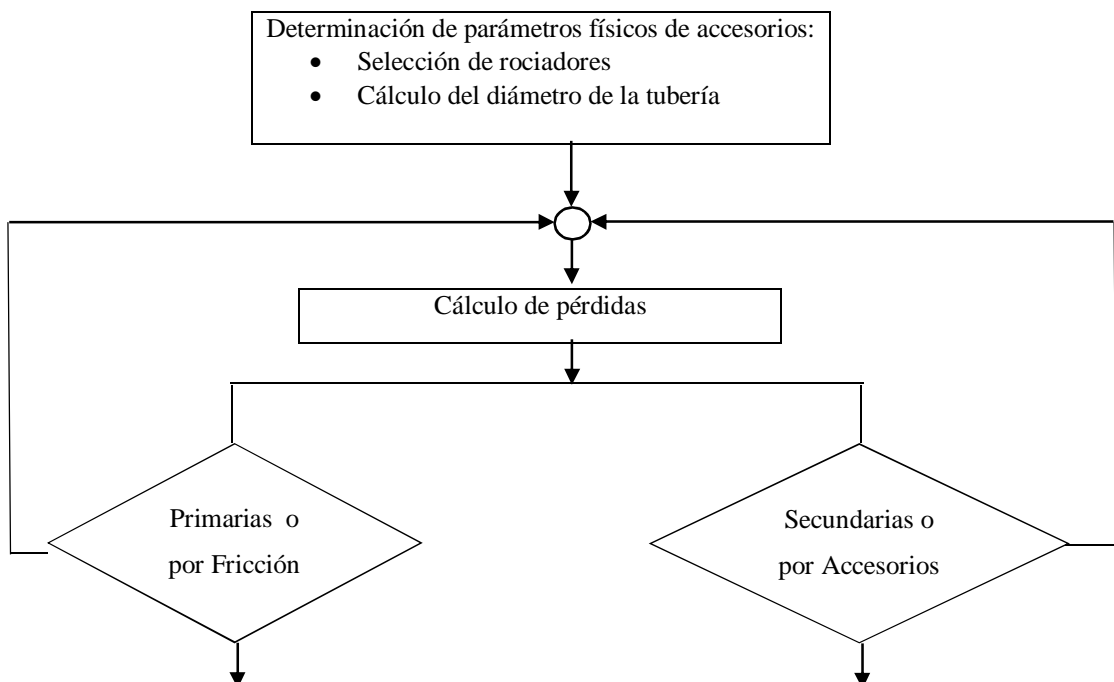 Determinación de parámetros físicos de accesorios:
• Selección de rociadores
• Cálculo del diámetro de la tubería
Cálculo de pérdidas
Primarias o
por Fricción
Secundarias o
por Accesorios